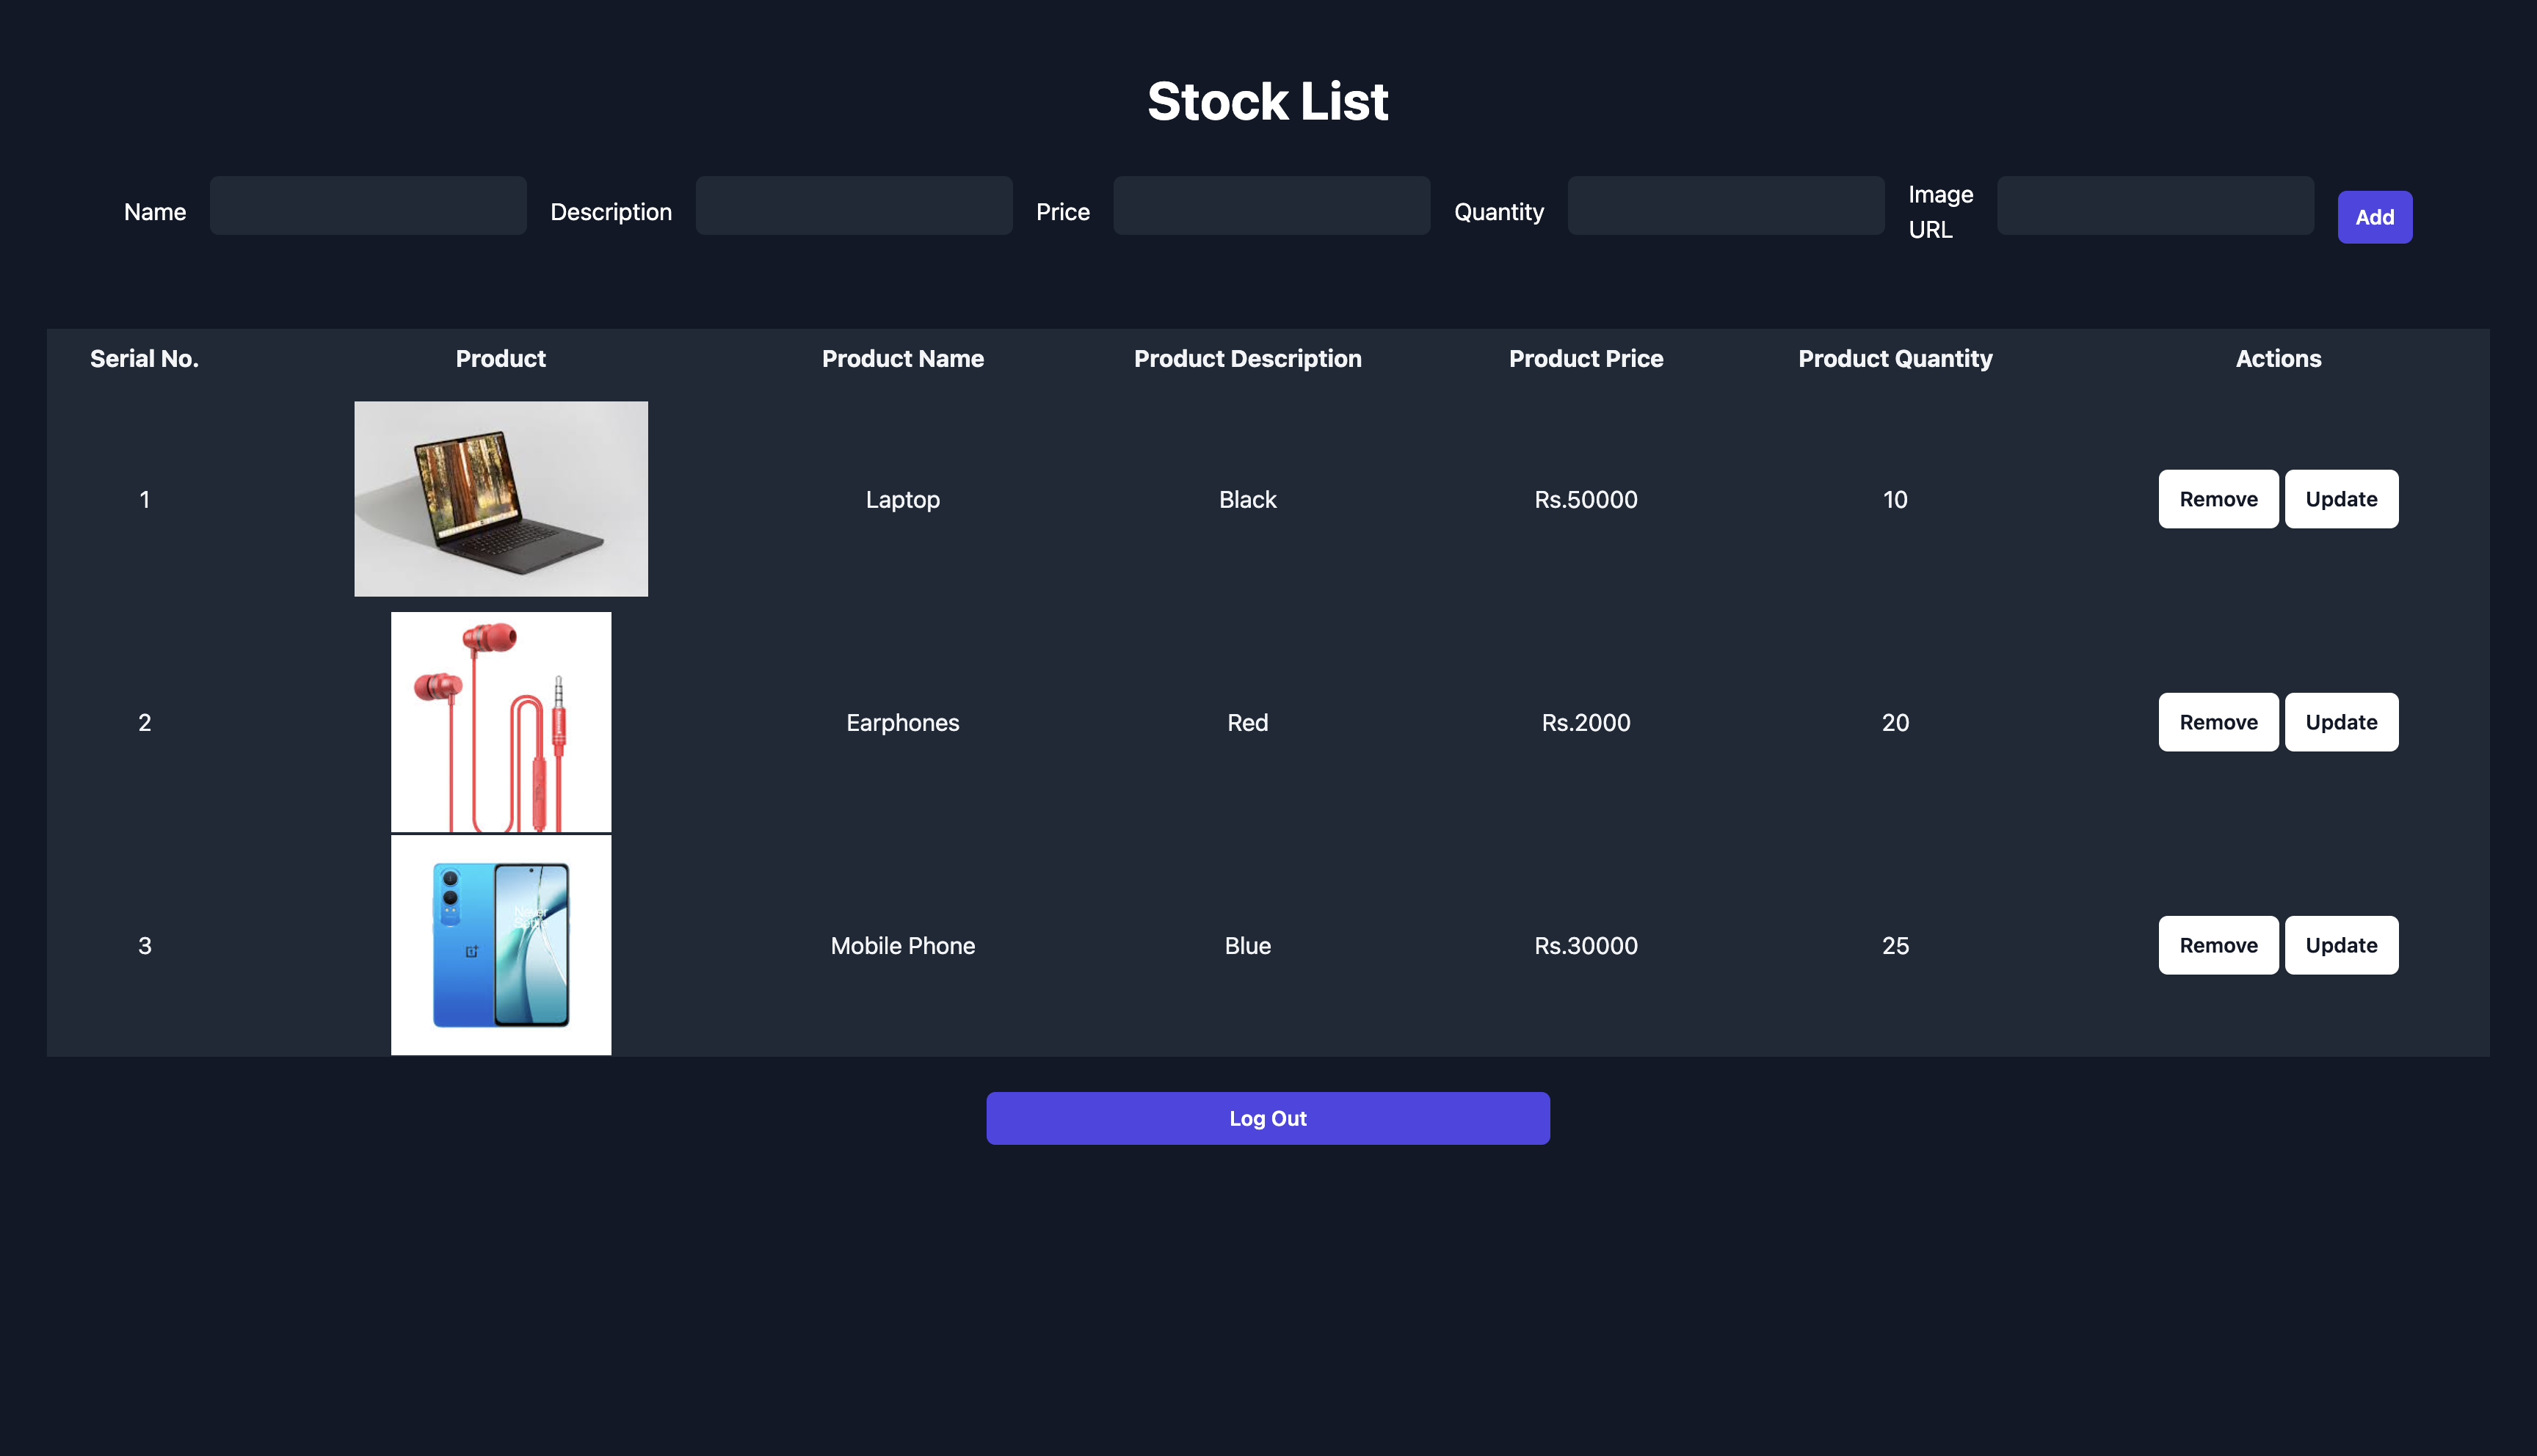 Stock List
Name
Description
Price
Quantity
Image
URL
Add
Serial No. Product Product Name Product Description Product Price Product Quantity Actions
1 Laptop Black Rs.50000 10 Remove Update
2 Earphones Red Rs.2000 20 Remove Update
3 Mobile Phone Blue Rs.30000 25 Remove Update
Log Out